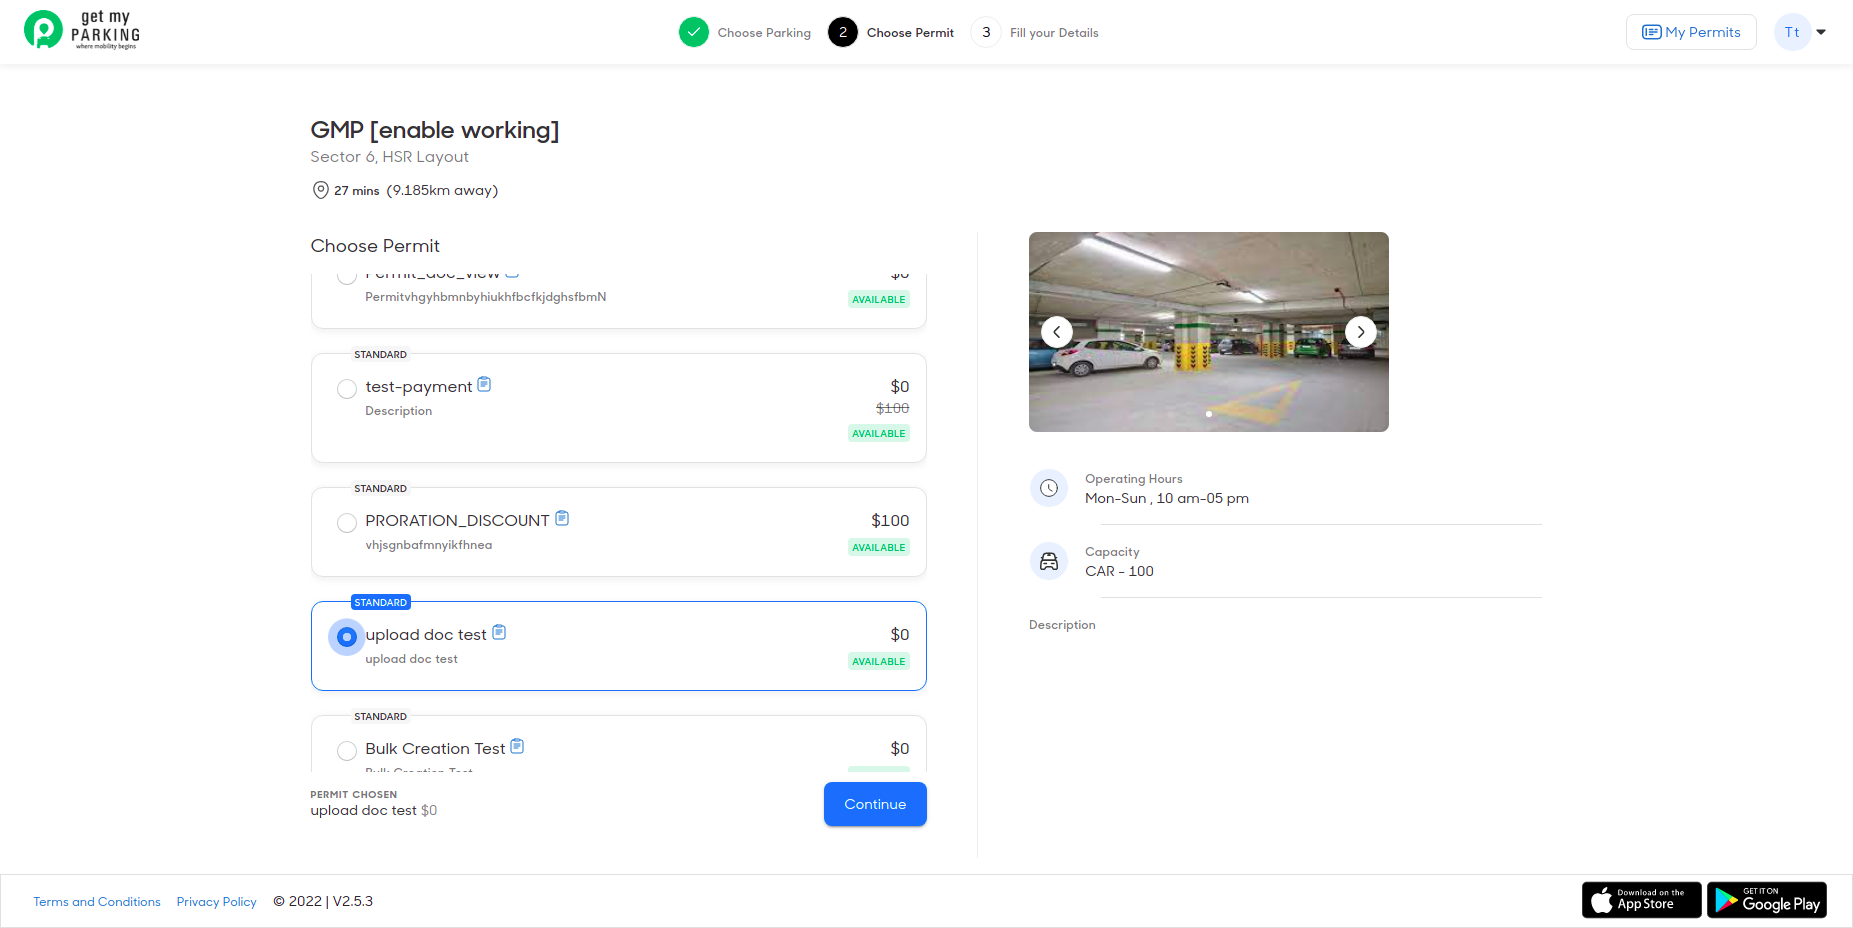 get my
PARKING
where mobility begins
Choose Parking
2 Choose Permit
3 Fill your Details
My Permits
Tt
GMP [enable working]
Sector 6, HSR Layout
27 mins (9.185km away)
Choose Permit
Permit_doc_view $0
PermitvhgyhbmnbyhiukhfbcfkjdghsfbmN
AVAILABLE
STANDARD
test-payment $0
Description $100
AVAILABLE
STANDARD
PRORATION_DISCOUNT $100
vhjsgnbafmnyikfhnea
AVAILABLE
STANDARD
upload doc test $0
upload doc test
AVAILABLE
STANDARD
Bulk Creation Test $0
Bulk Creation Test
PERMIT CHOSEN
upload doc test $0
Continue
Operating Hours
Mon-Sun , 10 am-05 pm
Capacity
CAR - 100
Description
Terms and Conditions Privacy Policy © 2022 | V2.5.3
Download on the
App Store
GET IT ON
Google Play